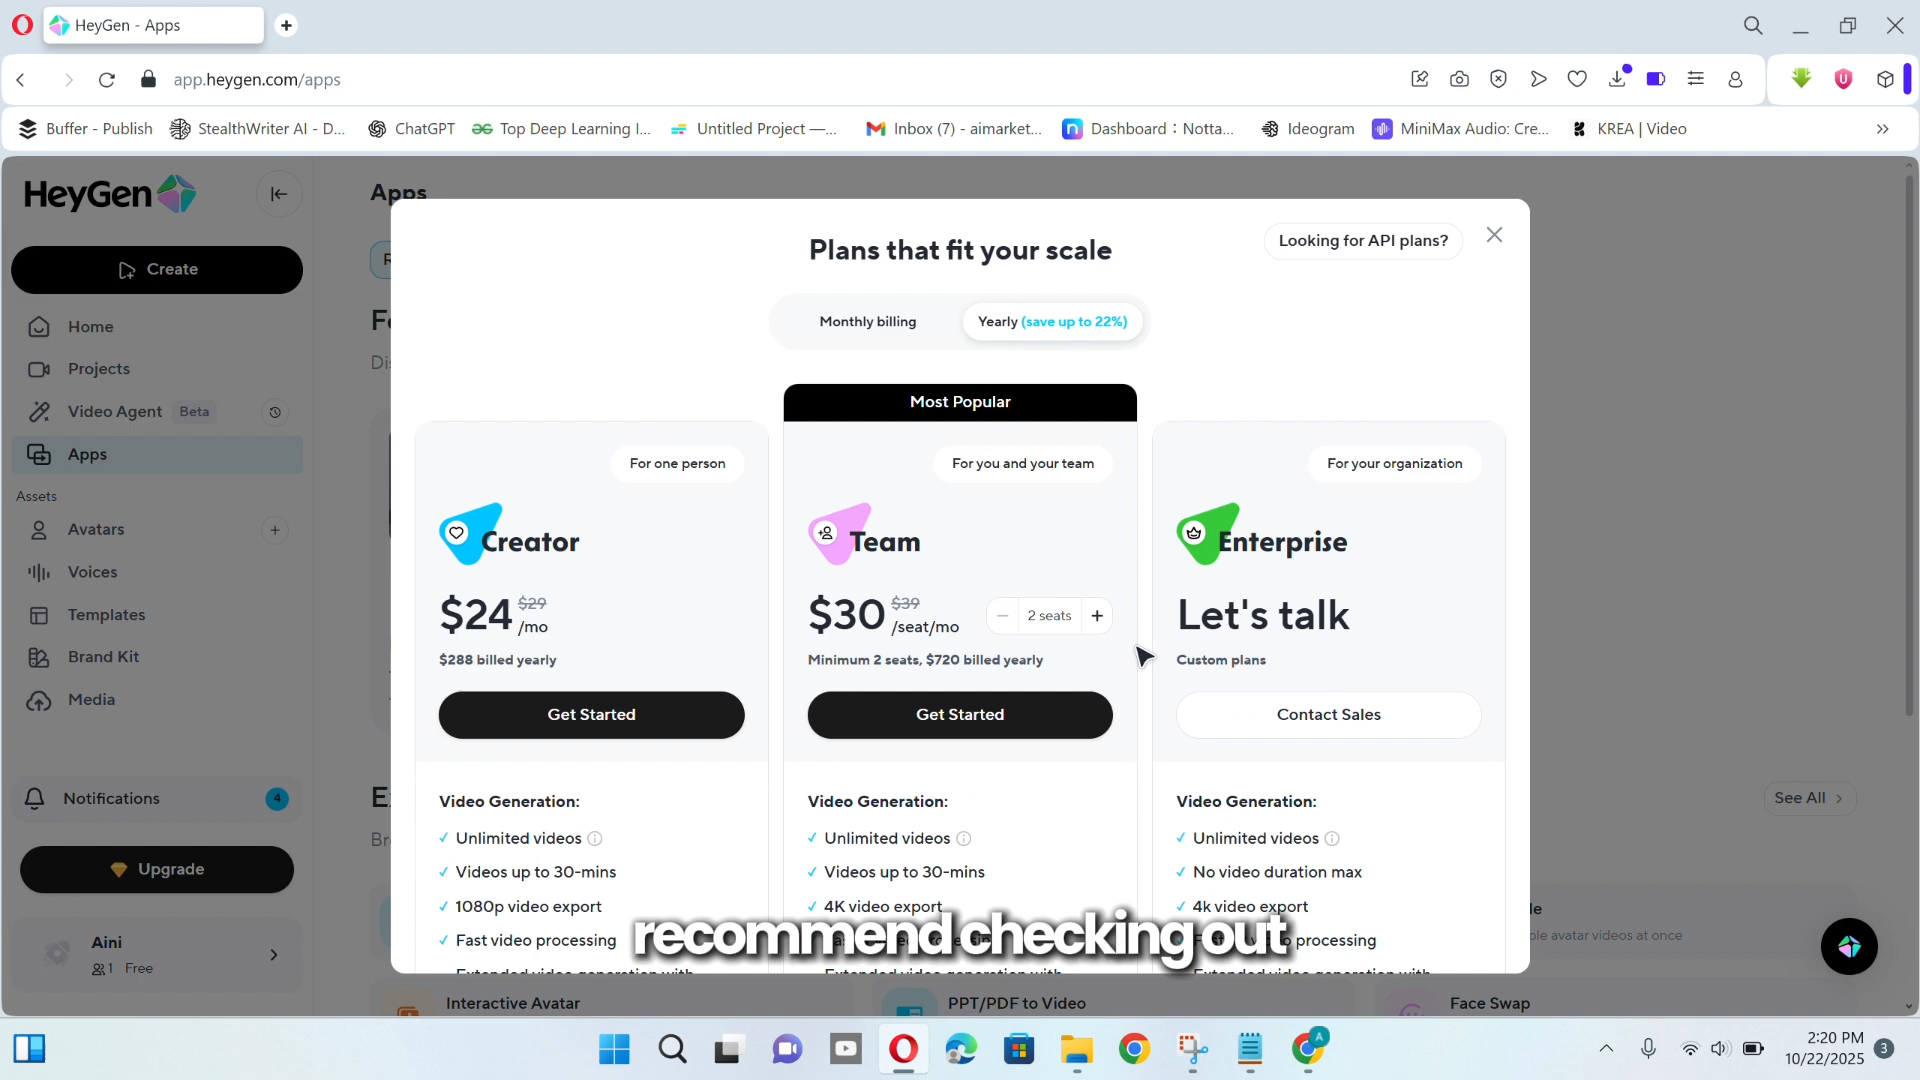 HeyGen - Apps
app.heygen.com/apps
Buffer - Publish
StealthWriter AI - D...
ChatGPT
Top Deep Learning I...
Untitled Project —...
Inbox (7) - aimarket...
Dashboard : Notta...
Ideogram
MiniMax Audio: Cre...
KREA | Video
HeyGen
Apps
Create
Home
Projects
Video Agent Beta
Apps
Assets
Avatars
Voices
Templates
Brand Kit
Media
Notifications 4
Upgrade
Aini
1 Free
Plans that fit your scale
Looking for API plans?
Monthly billing
Yearly (save up to 22%)
Most Popular
For one person
Creator
$24 $29 /mo
$288 billed yearly
Get Started
Video Generation:
Unlimited videos
Videos up to 30-mins
1080p video export
Fast video processing
For you and your team
Team
$30 $39 /seat/mo
2 seats
Minimum 2 seats, $720 billed yearly
Get Started
Video Generation:
Unlimited videos
Videos up to 30-mins
4K video export
For your organization
Enterprise
Let's talk
Custom plans
Contact Sales
Video Generation:
Unlimited videos
No video duration max
4k video export
processing
recommend checking out
See All
ple avatar videos at once
Interactive Avatar
PPT/PDF to Video
Face Swap
2:20 PM
10/22/2025
3